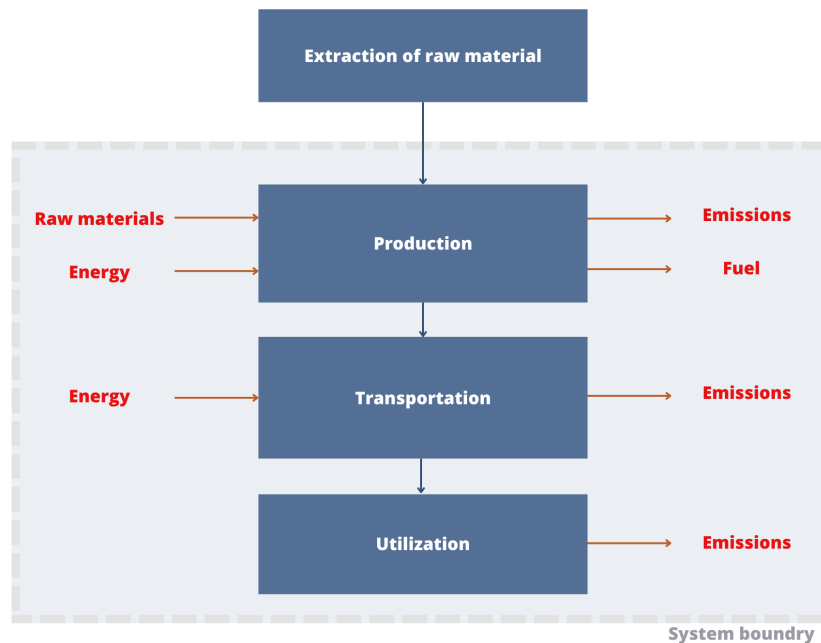 Extraction of raw material
Raw materials
Production
Emissions
Energy
Fuel
Energy
Transportation
Emissions
Utilization
Emissions
System boundry